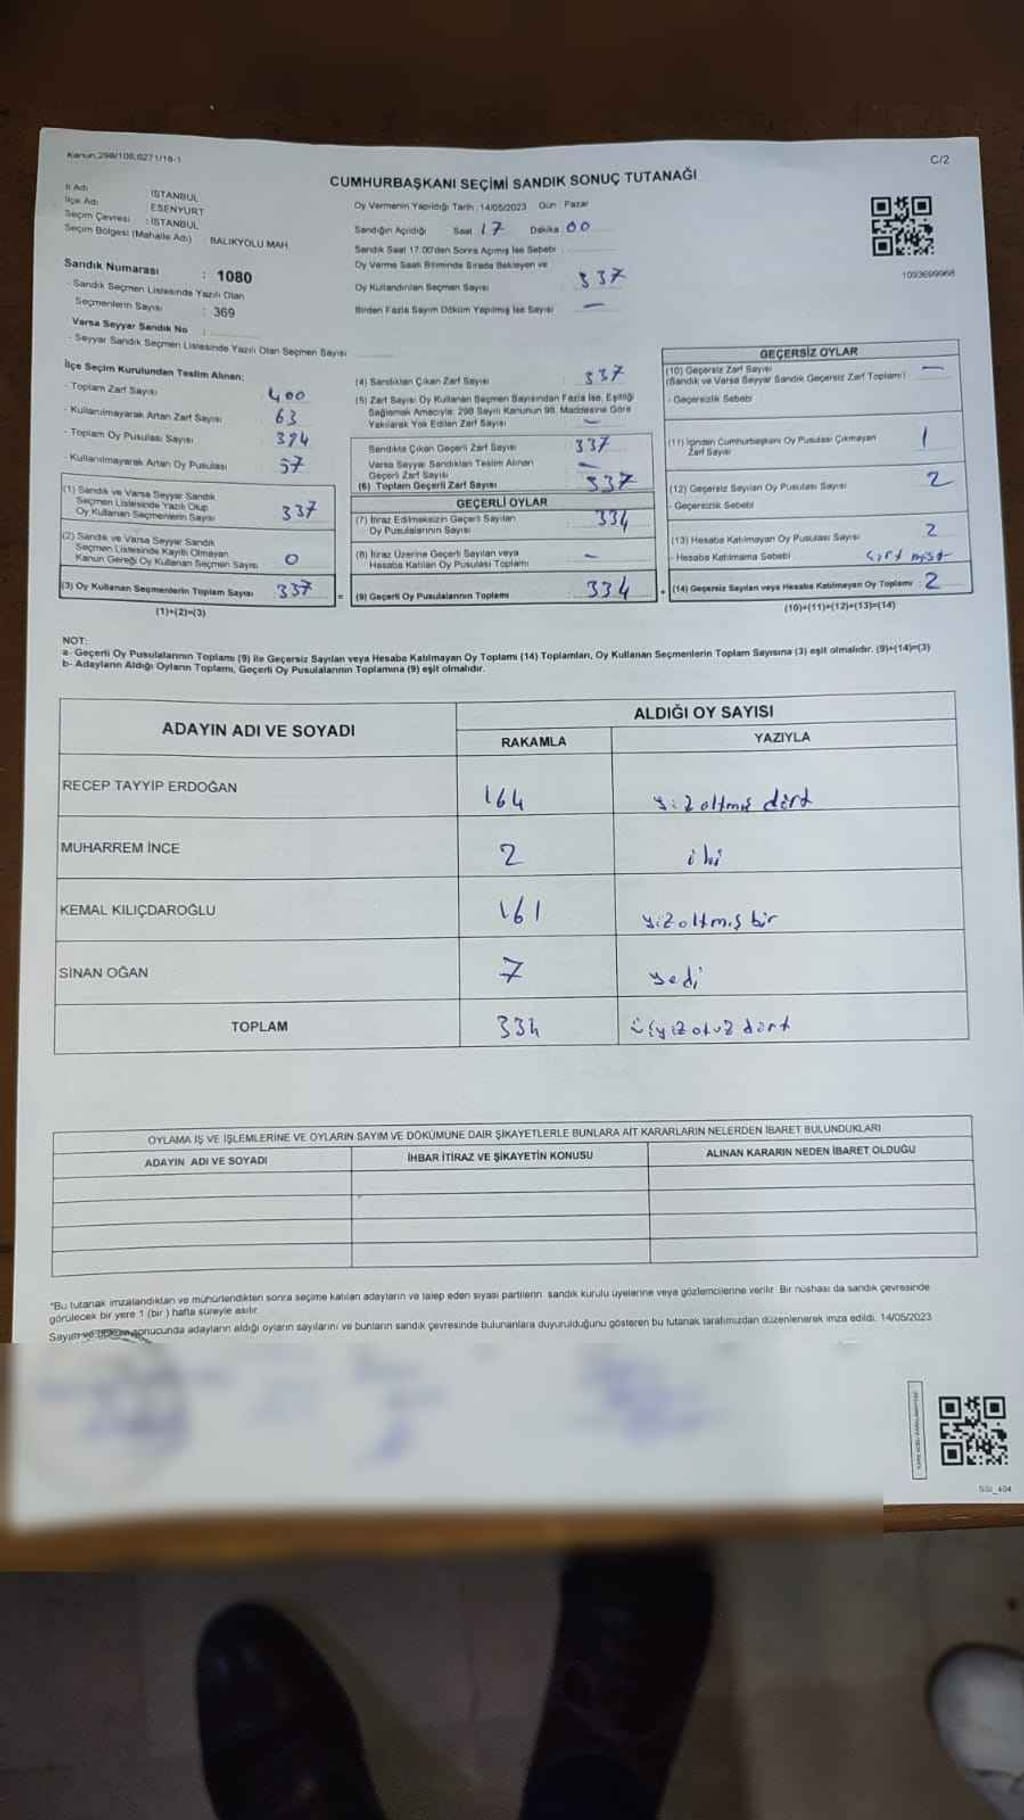 Kanun:298/108,6271/18-1
C/2
CUMHURBAŞKANI SEÇİMİ SANDIK SONUÇ TUTANAĞI
İl Adı : İSTANBUL
İlçe Adı : ESENYURT
Seçim Çevresi : İSTANBUL
Seçim Bölgesi (Mahalle Adı) BALIKYOLU MAH.
Oy Vermenin Yapıldığı Tarih: 14/05/2023 Gün: Pazar
Sandığın Açıldığı Saat: 17 Dakika 00
Sandık Saat 17:00'den Sonra Açılmış İse Sebebi
Oy Verme Saati Bitiminde Sırada Bekleyen ve
Oy Kullandırılan Seçmen Sayısı 337
Birden Fazla Sayım Döküm Yapılmış İse Sayısı —
1093699968
Sandık Numarası : 1080
- Sandık Seçmen Listesinde Yazılı Olan
Seçmenlerin Sayısı : 369
Varsa Seyyar Sandık No :
- Seyyar Sandık Seçmen Listesinde Yazılı Olan Seçmen Sayısı
İlçe Seçim Kurulundan Teslim Alınan:
- Toplam Zarf Sayısı 400
- Kullanılmayarak Artan Zarf Sayısı 63
- Toplam Oy Pusulası Sayısı 394
- Kullanılmayarak Artan Oy Pusulası 57
(1) Sandık ve Varsa Seyyar Sandık
Seçmen Listesinde Yazılı Olup
Oy Kullanan Seçmenlerin Sayısı 337
(2) Sandık ve Varsa Seyyar Sandık
Seçmen Listesinde Kayıtlı Olmayan
Kanun Gereği Oy Kullanan Seçmen Sayısı 0
(3) Oy Kullanan Seçmenlerin Toplam Sayısı 337
(1)+(2)=(3)
(4) Sandıktan Çıkan Zarf Sayısı 337
(5) Zarf Sayısı Oy Kullanan Seçmen Sayısından Fazla İse, Eşitliği
Sağlamak Amacıyla; 298 Sayılı Kanunun 98. Maddesine Göre
Yakılarak Yok Edilen Zarf Sayısı —
Sandıkta Çıkan Geçerli Zarf Sayısı 337
Varsa Seyyar Sandıktan Teslim Alınan
Geçerli Zarf Sayısı —
(6) Toplam Geçerli Zarf Sayısı 337
GEÇERLİ OYLAR
(7) İtiraz Edilmeksizin Geçerli Sayılan
Oy Pusulalarının Sayısı 334
(8) İtiraz Üzerine Geçerli Sayılan veya
Hesaba Katılan Oy Pusulası Toplamı —
= (9) Geçerli Oy Pusulalarının Toplamı 334
GEÇERSİZ OYLAR
(10) Geçersiz Zarf Sayısı —
(Sandık ve Varsa Seyyar Sandık Geçersiz Zarf Toplamı)
- Geçersizlik Sebebi
(11) İçinden Cumhurbaşkanı Oy Pusulası Çıkmayan
Zarf Sayısı 1
(12) Geçersiz Sayılan Oy Pusulası Sayısı 2
- Geçersizlik Sebebi
(13) Hesaba Katılmayan Oy Pusulası Sayısı 2
- Hesaba Katılmama Sebebi
+ (14) Geçersiz Sayılan veya Hesaba Katılmayan Oy Toplamı : 2
(10)+(11)+(12)+(13)=(14)
NOT:
a- Geçerli Oy Pusulalarının Toplamı (9) ile Geçersiz Sayılan veya Hesaba Katılmayan Oy Toplamı (14) Toplamları, Oy Kullanan Seçmenlerin Toplam Sayısına (3) eşit olmalıdır. (9)+(14)=(3)
b- Adayların Aldığı Oyların Toplamı, Geçerli Oy Pusulalarının Toplamına (9) eşit olmalıdır.
ADAYIN ADI VE SOYADI ALDIĞI OY SAYISI
RAKAMLA YAZIYLA
RECEP TAYYİP ERDOĞAN 164 yizaltmış dört
MUHARREM İNCE 2 iki
KEMAL KILIÇDAROĞLU 161 yizaltmış bir
SİNAN OĞAN 7 yedi
TOPLAM 334 üçyizotuz dört
OYLAMA İŞ VE İŞLEMLERİNE VE OYLARIN SAYIM VE DÖKÜMÜNE DAİR ŞİKAYETLERLE BUNLARA AİT KARARLARIN NELERDEN İBARET BULUNDUKLARI
ADAYIN ADI VE SOYADI İHBAR İTİRAZ VE ŞİKAYETİN KONUSU ALINAN KARARIN NEDEN İBARET OLDUĞU
*Bu tutanak imzalandıktan ve mühürlendikten sonra seçime katılan adayların ve talep eden siyasi partilerin sandık kurulu üyelerine veya gözlemcilerine verilir. Bir nüshası da sandık çevresinde
görülecek bir yere 1 (bir) hafta süreyle asılır.
Sayım ve döküm sonucunda adayların aldığı oyların sayılarını ve bunların sandık çevresinde bulunanlara duyurulduğunu gösteren bu tutanak tarafımızdan düzenlenerek imza edildi. 14/05/2023